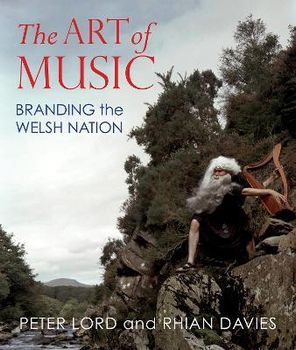 The ART of
MUSIC
BRANDING the
WELSH NATION
PETER LORD and RHIAN DAVIES